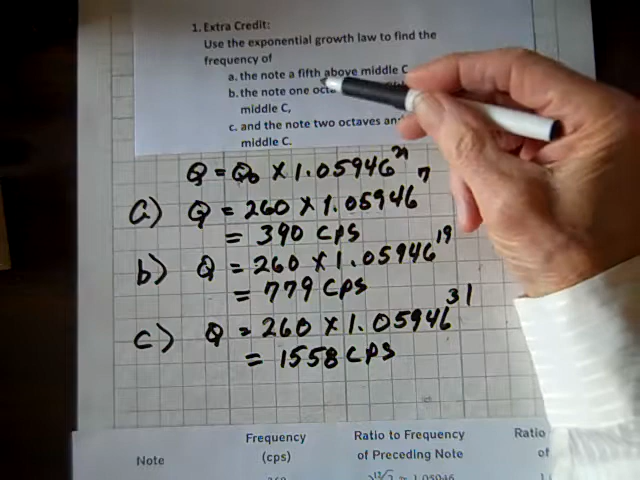 1. Extra Credit:
Use the exponential growth law to find the
frequency of
a. the note a fifth above middle C
b. the note one
middle C,
c. and the note two octaves
middle C.
Q = Q₀ × 1.05946ⁿ
a) Q = 260 × 1.05946⁷
= 390 CPS
b) Q = 260 × 1.05946¹⁹
= 779 CPS
c) Q = 260 × 1.05946³¹
= 1558 CPS
Frequency Ratio to Frequency Ratio
Note (cps) of Preceding Note of